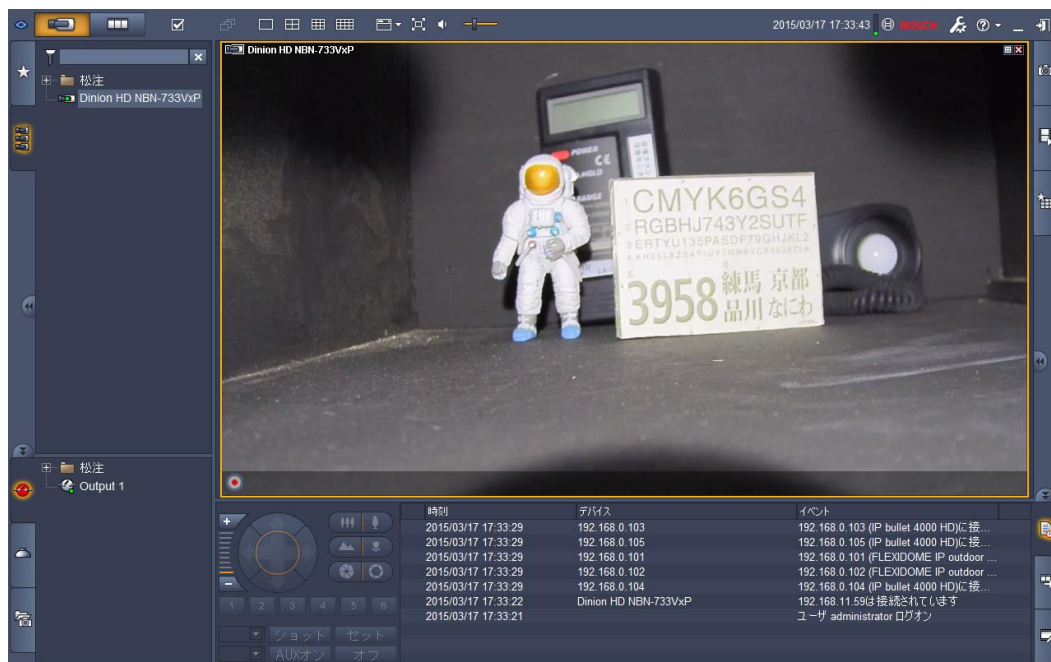 2015/03/17 17:33:43
BOSCH
松注
Dinion HD NBN-733VxP
松注
Output 1
Dinion HD NBN-733VxP
POWER
CE
RANGE
1 CMYK6GS4
2 RGBHJ743Y2SUTF
3 ERTYU135PASDF79GHJKL2
5
6
3958 練馬 京都
品川 なにわ
1 2 3 4 5 6
ショット セット
AUXオン オフ
時刻 デバイス イベント
2015/03/17 17:33:29 192.168.0.103 192.168.0.103 (IP bullet 4000 HD)に接...
2015/03/17 17:33:29 192.168.0.105 192.168.0.105 (IP bullet 4000 HD)に接...
2015/03/17 17:33:29 192.168.0.101 192.168.0.101 (FLEXIDOME IP outdoor ...
2015/03/17 17:33:29 192.168.0.102 192.168.0.102 (FLEXIDOME IP outdoor ...
2015/03/17 17:33:29 192.168.0.104 192.168.0.104 (IP bullet 4000 HD)に接...
2015/03/17 17:33:22 Dinion HD NBN-733VxP 192.168.11.59は接続されています
2015/03/17 17:33:21 ユーザ administrator ログオン